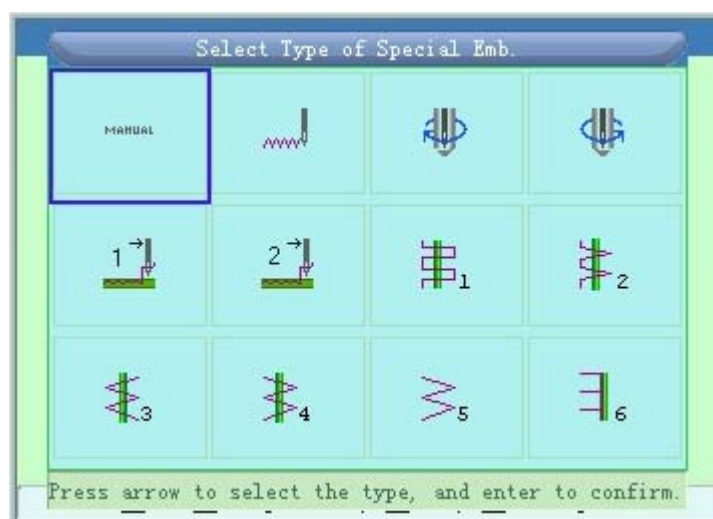 Select Type of Special Emb.
MANUAL
1 2 1 2
3 4 5 6
Press arrow to select the type, and enter to confirm.